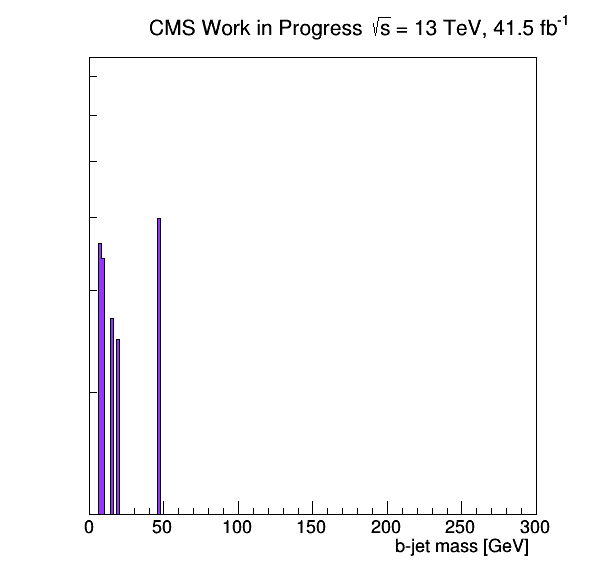 CMS Work in Progress √s = 13 TeV, 41.5 fb⁻¹
0 50 100 150 200 250 300
b-jet mass [GeV]